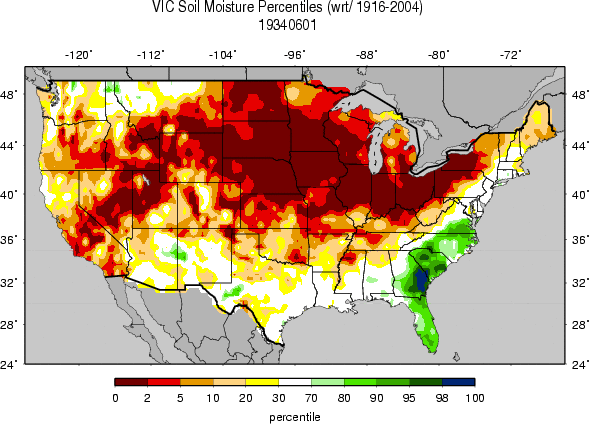 VIC Soil Moisture Percentiles (wrt/ 1916-2004)
19340601
-120° -112° -104° -96° -88° -80° -72°
48° 48°
44° 44°
40° 40°
36° 36°
32° 32°
28° 28°
24° 24°
0 2 5 10 20 30 70 80 90 95 98 100
percentile